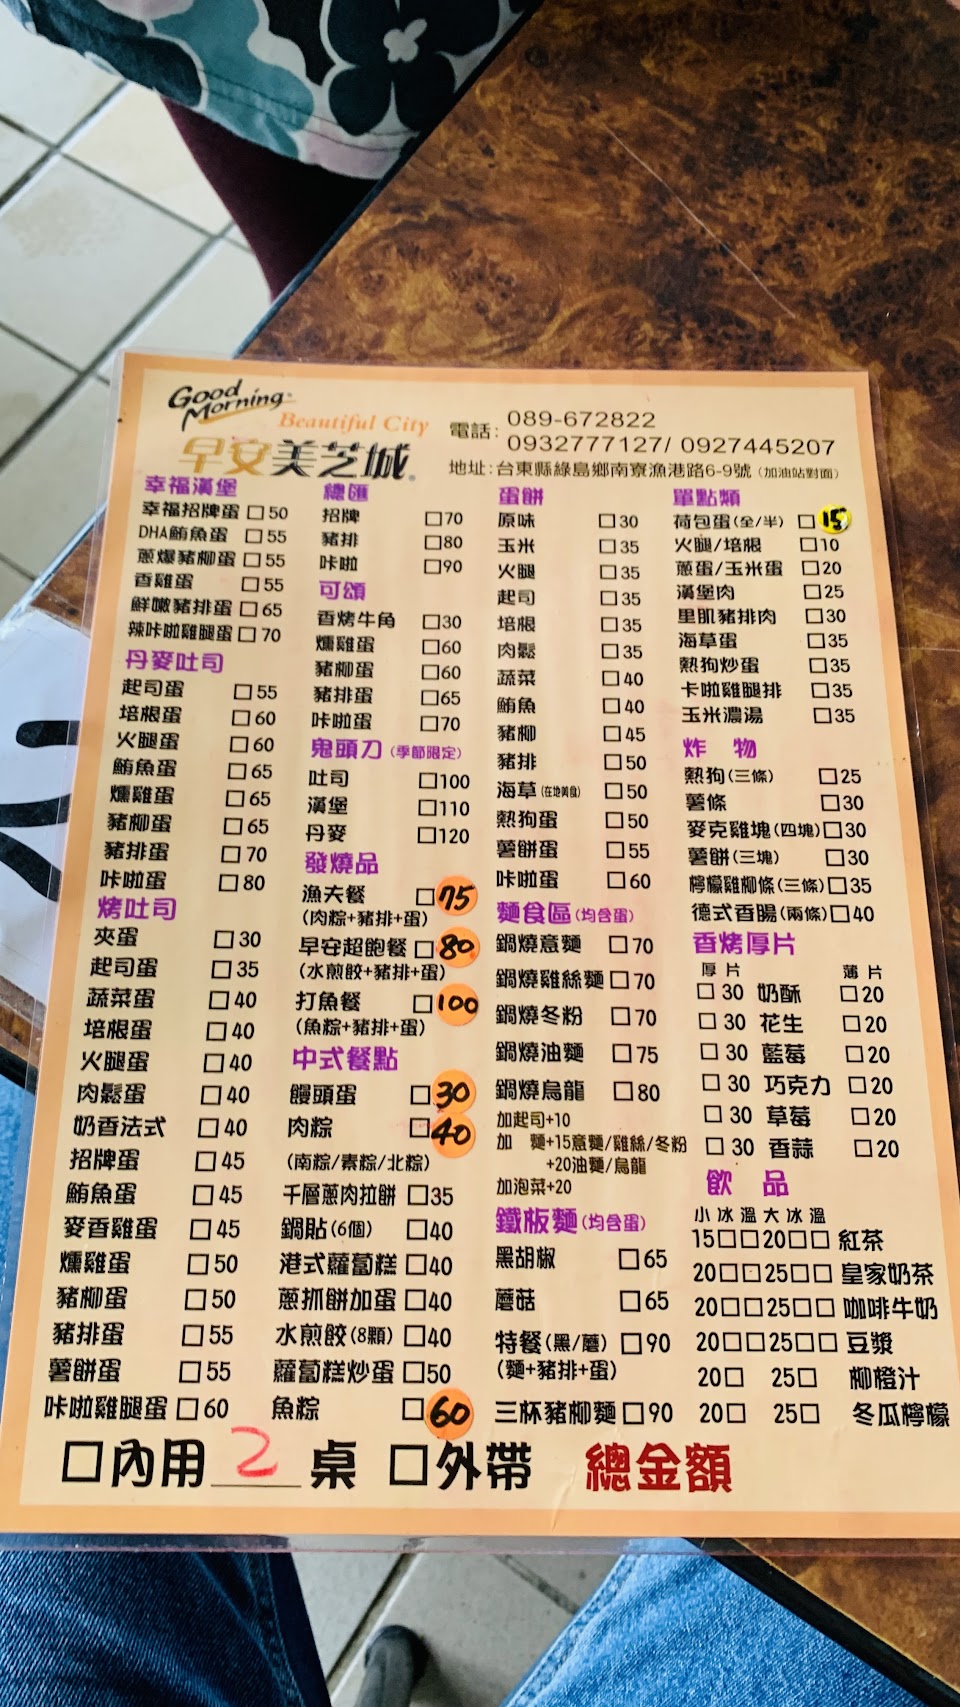 Good Morning
Beautiful City
早安美芝城
電話: 089-672822
0932777127/ 0927445207
地址:台東縣綠島鄉南寮漁港路6-9號(加油站對面)
幸福漢堡
幸福招牌蛋 □50
DHA鮪魚蛋 □55
蔥爆豬柳蛋 □55
香雞蛋 □55
鮮嫩豬排蛋 □65
辣咔啦雞腿蛋 □70
丹麥吐司
起司蛋 □55
培根蛋 □60
火腿蛋 □60
鮪魚蛋 □65
燻雞蛋 □65
豬柳蛋 □65
豬排蛋 □70
咔啦蛋 □80
烤吐司
夾蛋 □30
起司蛋 □35
蔬菜蛋 □40
培根蛋 □40
火腿蛋 □40
肉鬆蛋 □40
奶香法式 □40
招牌蛋 □45
鮪魚蛋 □45
麥香雞蛋 □45
燻雞蛋 □50
豬柳蛋 □50
豬排蛋 □55
薯餅蛋 □55
咔啦雞腿蛋 □60
總匯
招牌 □70
豬排 □80
咔啦 □90
可頌
香烤牛角 □30
燻雞蛋 □60
豬柳蛋 □60
豬排蛋 □65
咔啦蛋 □70
鬼頭刀(季節限定)
吐司 □100
漢堡 □110
丹麥 □120
發燒品
漁夫餐 □75
(肉粽+豬排+蛋)
早安超飽餐 □80
(水煎餃+豬排+蛋)
打魚餐 □100
(魚粽+豬排+蛋)
中式餐點
饅頭蛋 □30
肉粽 □40
(南粽/素粽/北粽)
千層蔥肉拉餅 □35
鍋貼(6個) □40
港式蘿蔔糕 □40
蔥抓餅加蛋 □40
水煎餃(8顆) □40
蘿蔔糕炒蛋 □50
魚粽 □60
蛋餅
原味 □30
玉米 □35
火腿 □35
起司 □35
培根 □35
肉鬆 □35
蔬菜 □40
鮪魚 □40
豬柳 □45
豬排 □50
海草(在地美食) □50
熱狗蛋 □50
薯餅蛋 □55
咔啦蛋 □60
麵食區(均含蛋)
鍋燒意麵 □70
鍋燒雞絲麵 □70
鍋燒冬粉 □70
鍋燒油麵 □75
鍋燒烏龍 □80
加起司+10
加 麵+15意麵/雞絲/冬粉
+20油麵/烏龍
加泡菜+20
鐵板麵(均含蛋)
黑胡椒 □65
蘑菇 □65
特餐(黑/蘑) □90
(麵+豬排+蛋)
三杯豬柳麵 □90
單點類
荷包蛋(全/半) □15
火腿/培根 □10
蔥蛋/玉米蛋 □20
漢堡肉 □25
里肌豬排肉 □30
海草蛋 □35
熱狗炒蛋 □35
卡啦雞腿排 □35
玉米濃湯 □35
炸 物
熱狗(三條) □25
薯條 □30
麥克雞塊(四塊) □30
薯餅(三塊) □30
檸檬雞柳條(三條) □35
德式香腸(兩條) □40
香烤厚片
厚片 薄片
□30 奶酥 □20
□30 花生 □20
□30 藍莓 □20
□30 巧克力 □20
□30 草莓 □20
□30 香蒜 □20
飲 品
小冰溫大冰溫
15□□20□□ 紅茶
20□□25□□ 皇家奶茶
20□□25□□ 咖啡牛奶
20□□25□□ 豆漿
20□ 25□ 柳橙汁
20□ 25□ 冬瓜檸檬
□內用 2 桌 □外帶 總金額